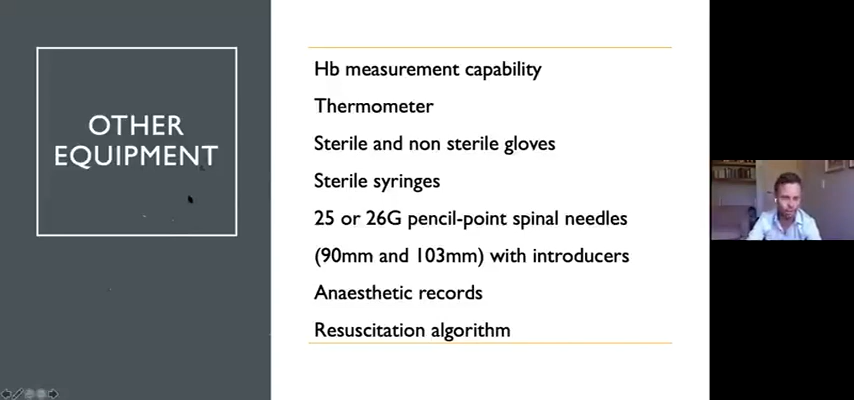 OTHER
EQUIPMENT
Hb measurement capability
Thermometer
Sterile and non sterile gloves
Sterile syringes
25 or 26G pencil-point spinal needles
(90mm and 103mm) with introducers
Anaesthetic records
Resuscitation algorithm